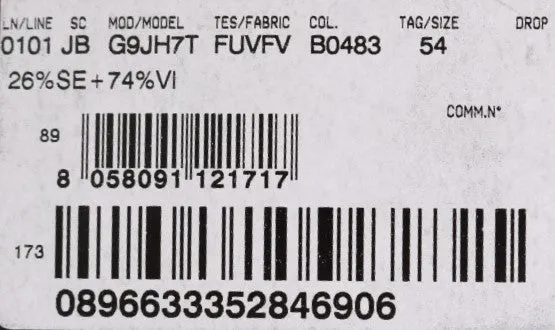 LN/LINE SC MOD/MODEL TES/FABRIC COL. TAG/SIZE DROP
0101 JB G9JH7T FUVFV B0483 54
26%SE+74%VI
COMM.N°
89
8 058091 121717
173
0896633352846906